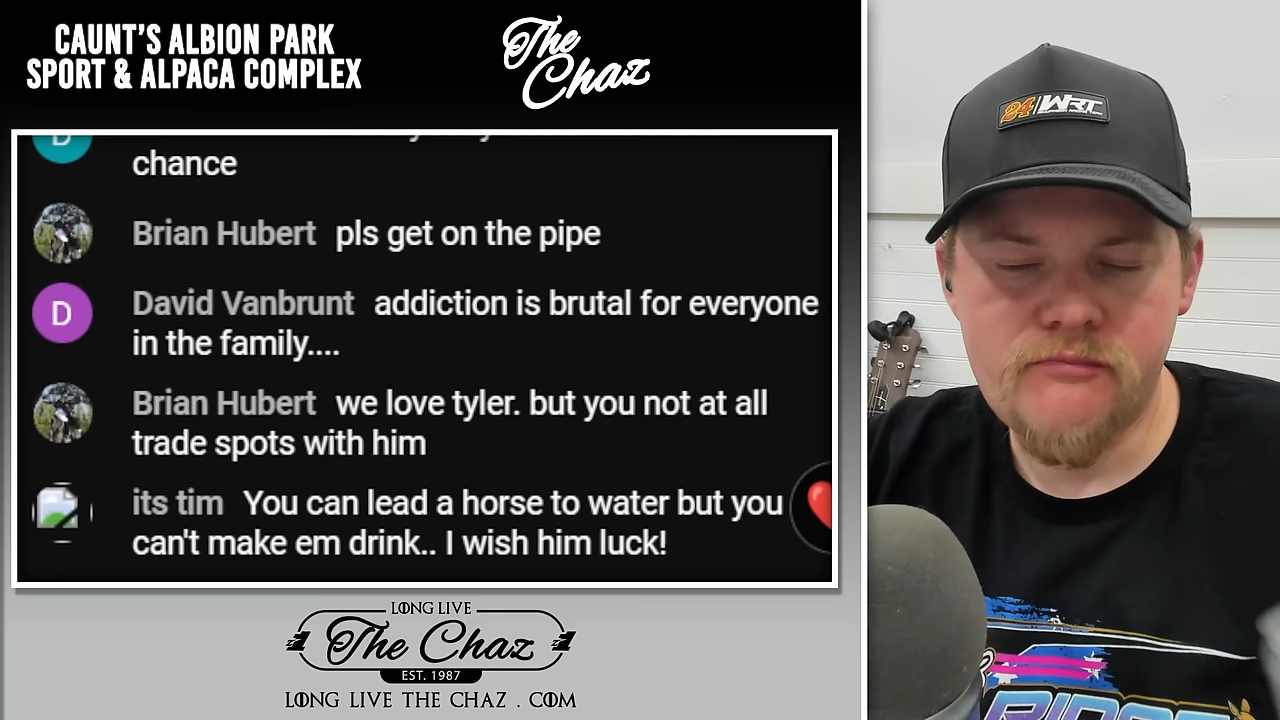 CAUNT'S ALBION PARK
SPORT & ALPACA COMPLEX
The
Chaz
D
chance
Brian Hubert pls get on the pipe
D
David Vanbrunt addiction is brutal for everyone
in the family....
Brian Hubert we love tyler. but you not at all
trade spots with him
its tim You can lead a horse to water but you
can't make em drink.. I wish him luck!
LONG LIVE
The Chaz
EST. 1987
LONG LIVE THE CHAZ . COM
24 WRT